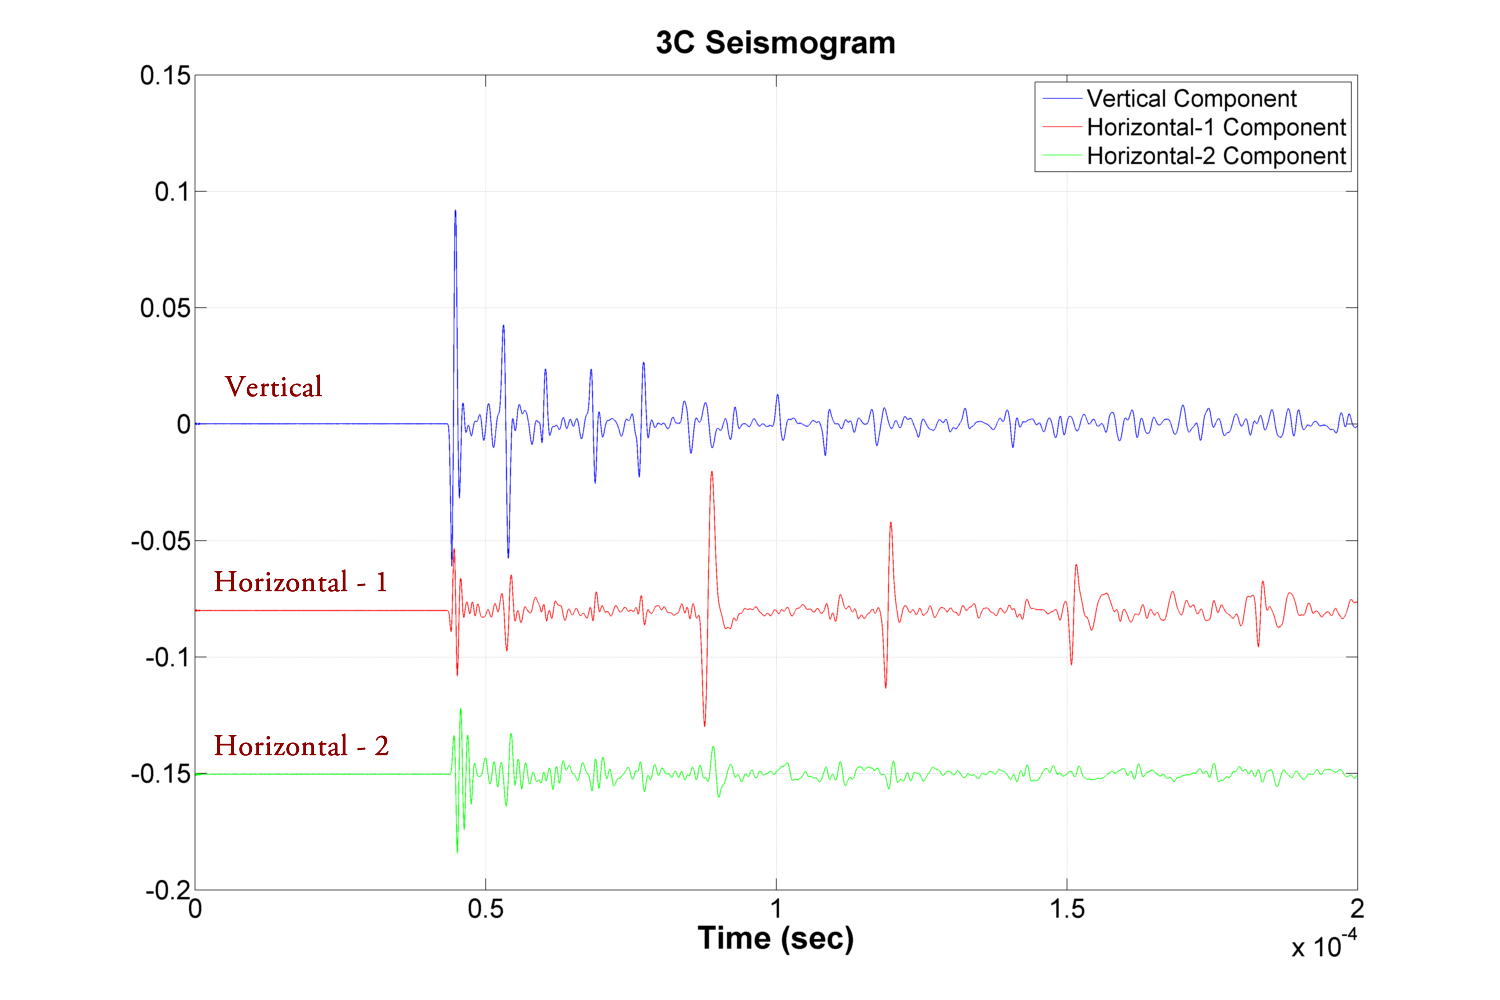 3C Seismogram
0.15
0.1
0.05
0
-0.05
-0.1
-0.15
-0.2
Vertical Component
Horizontal-1 Component
Horizontal-2 Component
Vertical
Horizontal - 1
Horizontal - 2
0 0.5 1 1.5 2
Time (sec)
x 10^-4